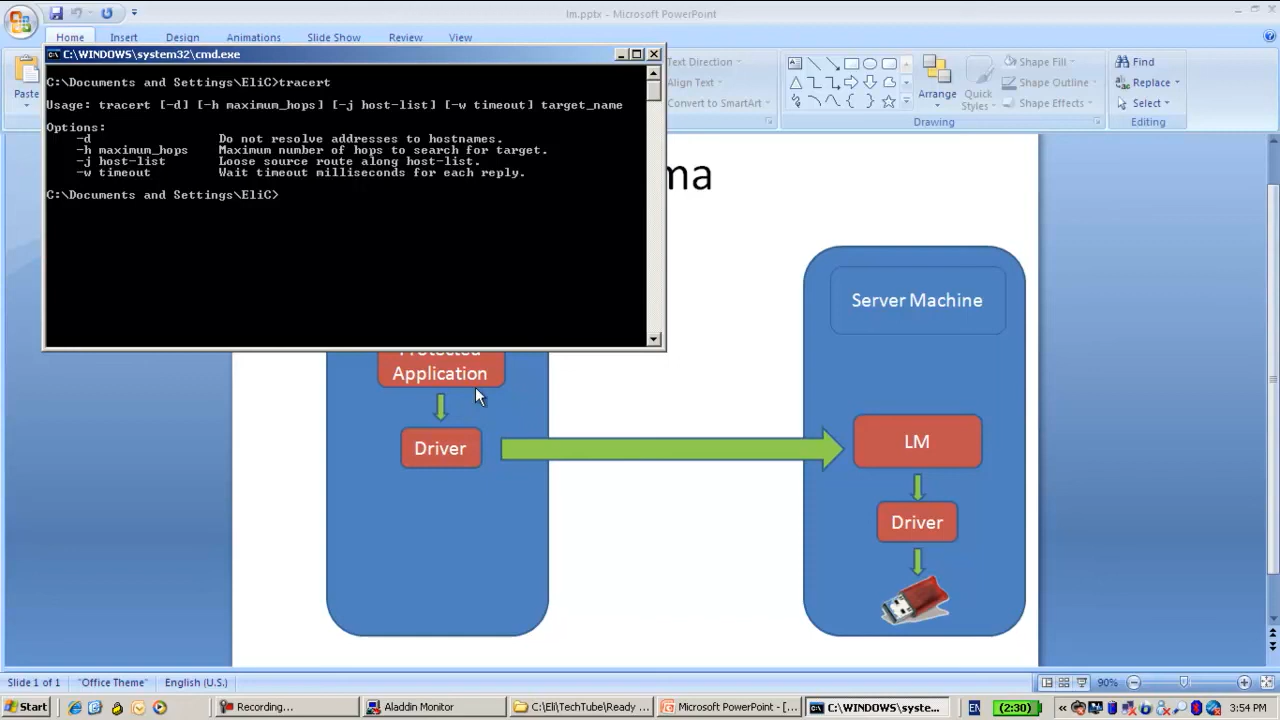 lm.pptx - Microsoft PowerPoint
Home Insert Design Animations Slide Show Review View
C:\WINDOWS\system32\cmd.exe
C:\Documents and Settings\EliC>tracert
Usage: tracert [-d] [-h maximum_hops] [-j host-list] [-w timeout] target_name
Options:
-d Do not resolve addresses to hostnames.
-h maximum_hops Maximum number of hops to search for target.
-j host-list Loose source route along host-list.
-w timeout Wait timeout milliseconds for each reply.
C:\Documents and Settings\EliC>
Paste
Text Direction
Align Text
Convert to SmartArt
Arrange
Quick
Styles
Shape Fill
Shape Outline
Shape Effects
Drawing
Find
Replace
Select
Editing
ma
Server Machine
Protected
Application
Driver
LM
Driver
Slide 1 of 1 "Office Theme" English (U.S.) 90%
Start Recording... Aladdin Monitor C:\Eli\TechTube\Ready ... Microsoft PowerPoint - [... C:\WINDOWS\syste... EN (2:30) 3:54 PM